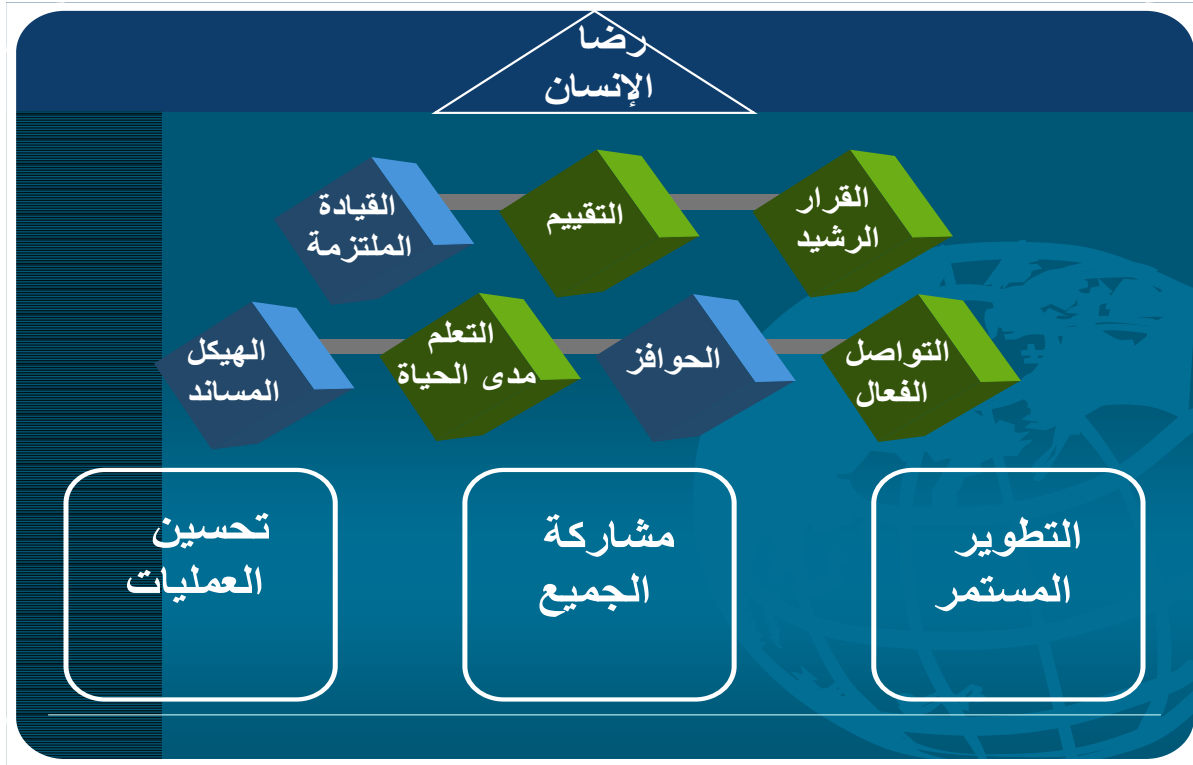 رضا
الإنسان
القرار
الرشيد
التقييم
القيادة
الملتزمة
التواصل
الفعال
الحوافز
التعلم
مدى الحياة
الهيكل
المساند
التطوير
المستمر
مشاركة
الجميع
تحسين
العمليات